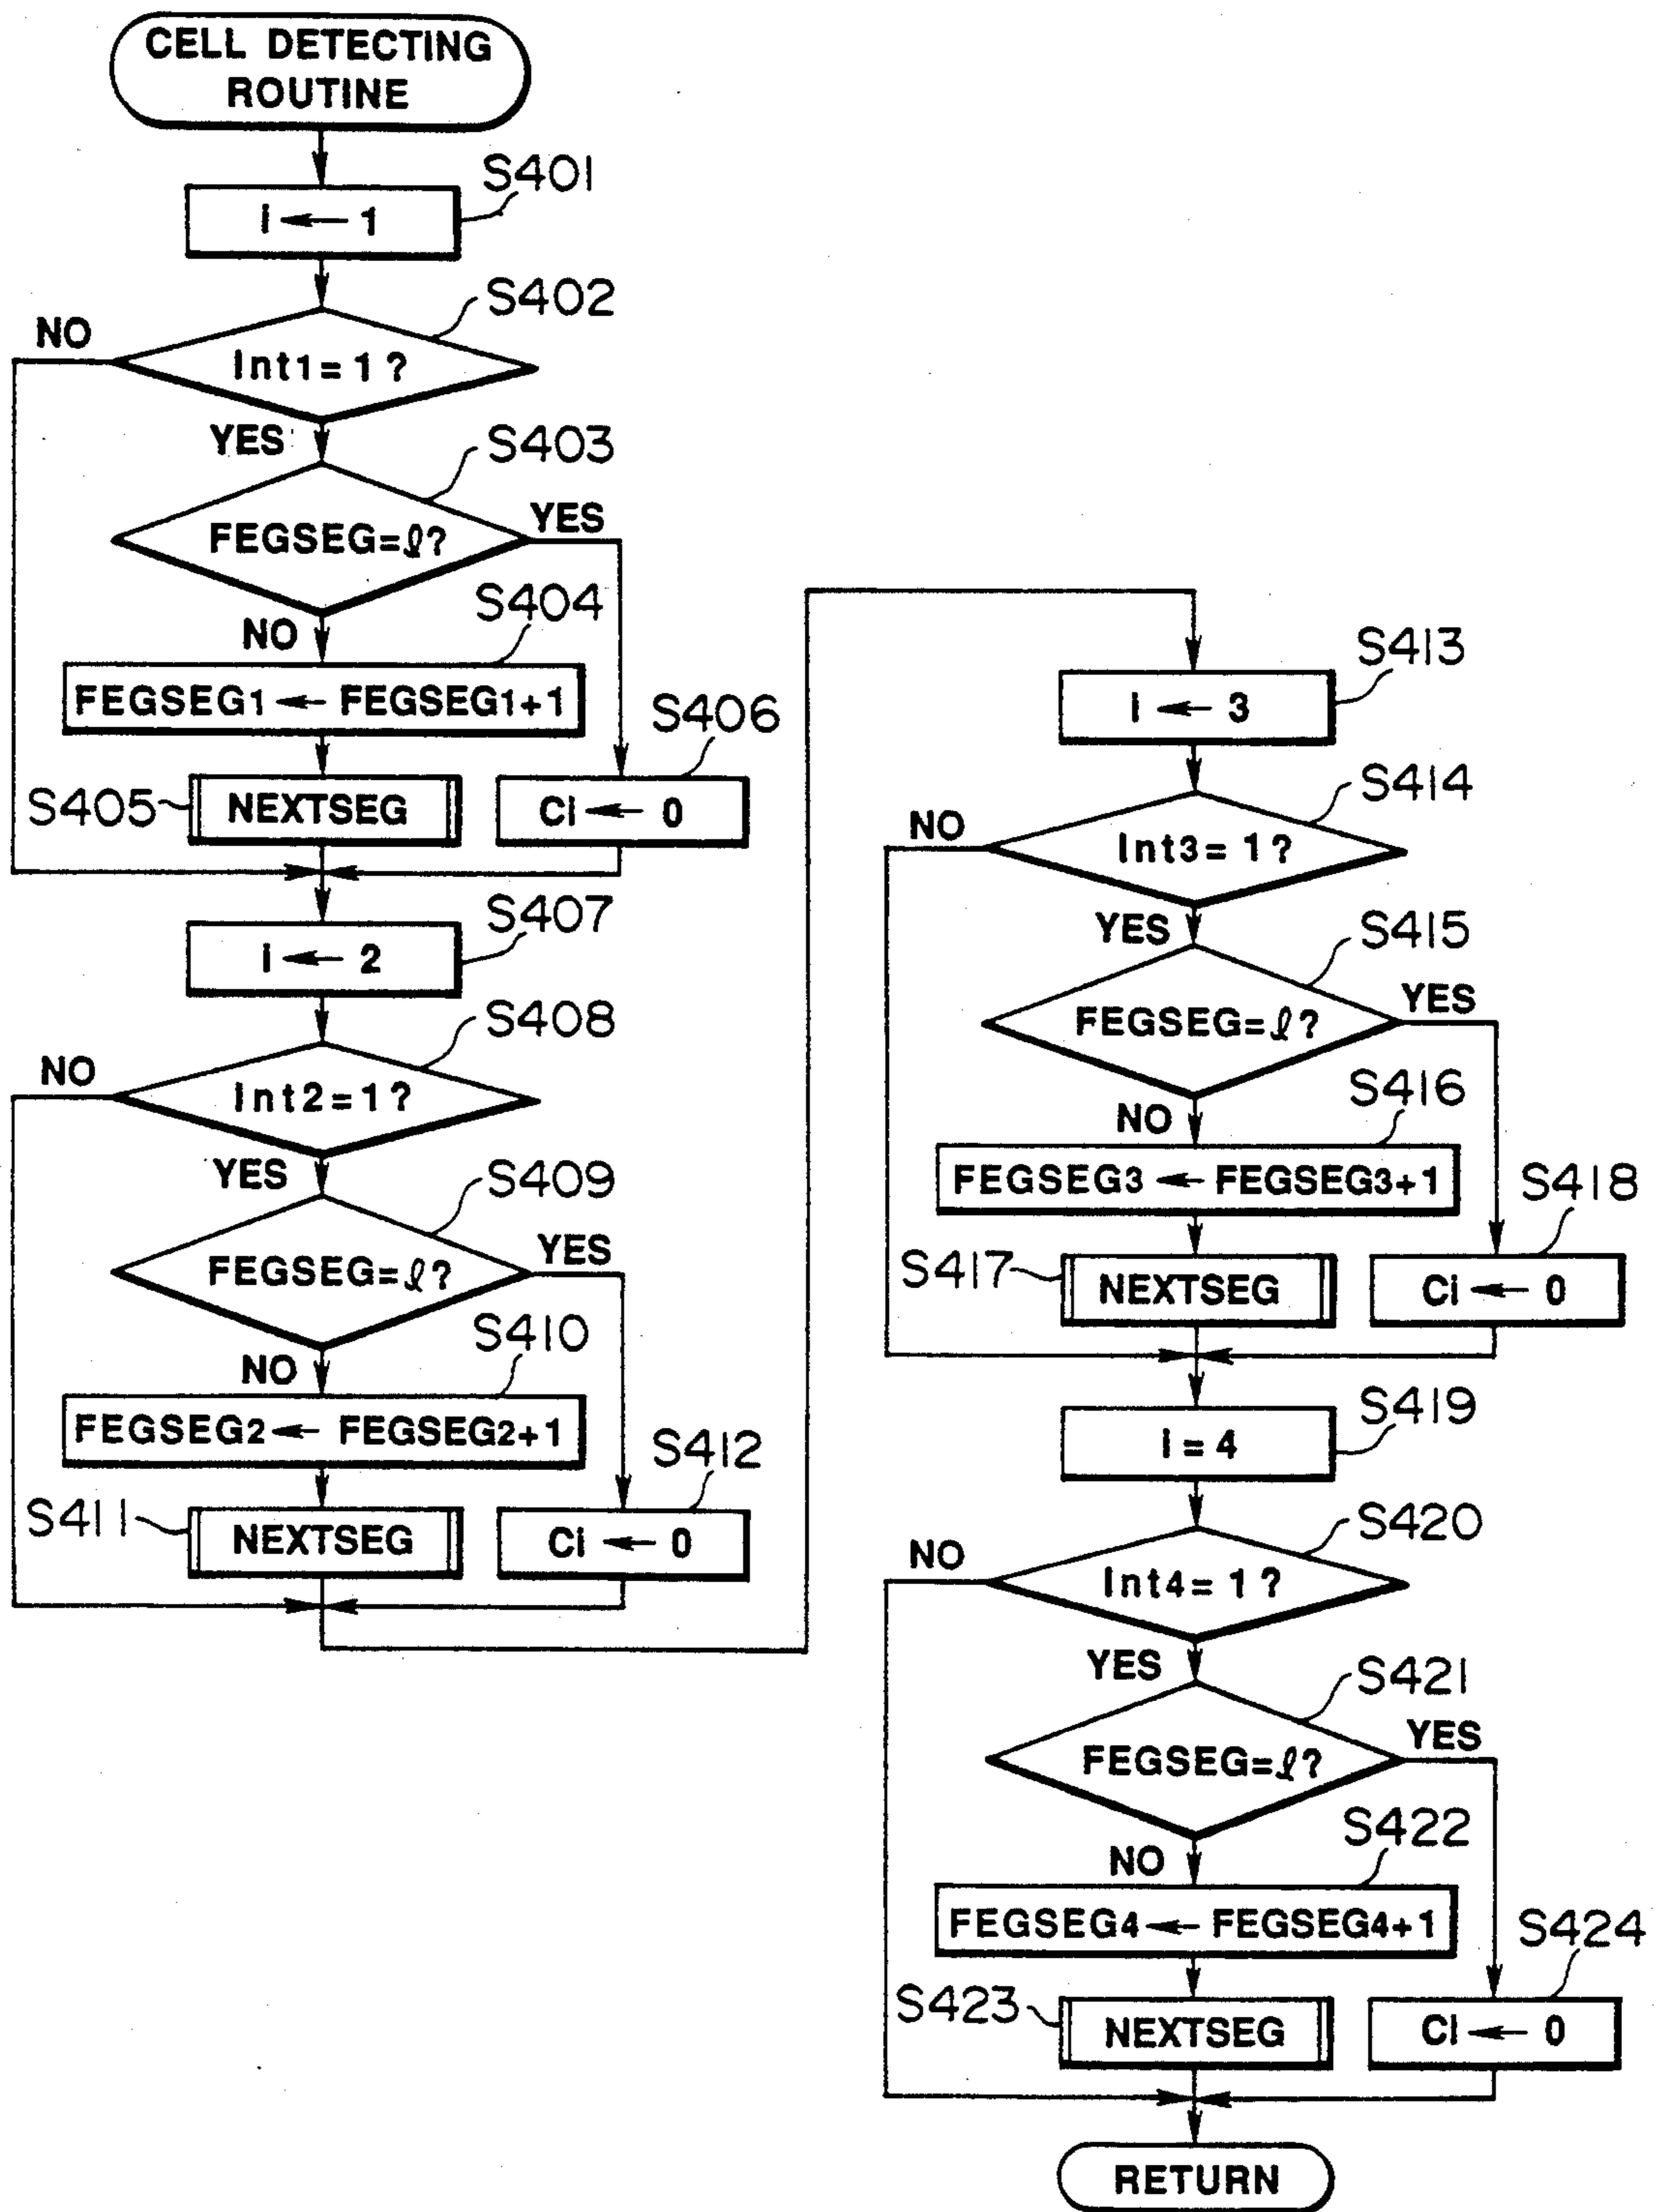 CELL DETECTING
ROUTINE
S401
i ← 1
S402
NO
Int1 = 1 ?
YES
S403
FEGSEG=ℓ?
YES
S404
NO
FEGSEG1 ← FEGSEG1+1
S406
S405
NEXTSEG
Ci ← 0
S407
i ← 2
S408
NO
Int2 = 1 ?
YES
S409
FEGSEG=ℓ?
YES
S410
NO
FEGSEG2 ← FEGSEG2+1
S412
S411
NEXTSEG
Ci ← 0
S413
i ← 3
S414
NO
Int3 = 1 ?
YES
S415
FEGSEG=ℓ?
YES
S416
NO
FEGSEG3 ← FEGSEG3+1
S418
S417
NEXTSEG
Ci ← 0
S419
i = 4
S420
NO
Int4 = 1 ?
YES
S421
FEGSEG=ℓ?
YES
S422
NO
FEGSEG4 ← FEGSEG4+1
S424
S423
NEXTSEG
Ci ← 0
RETURN